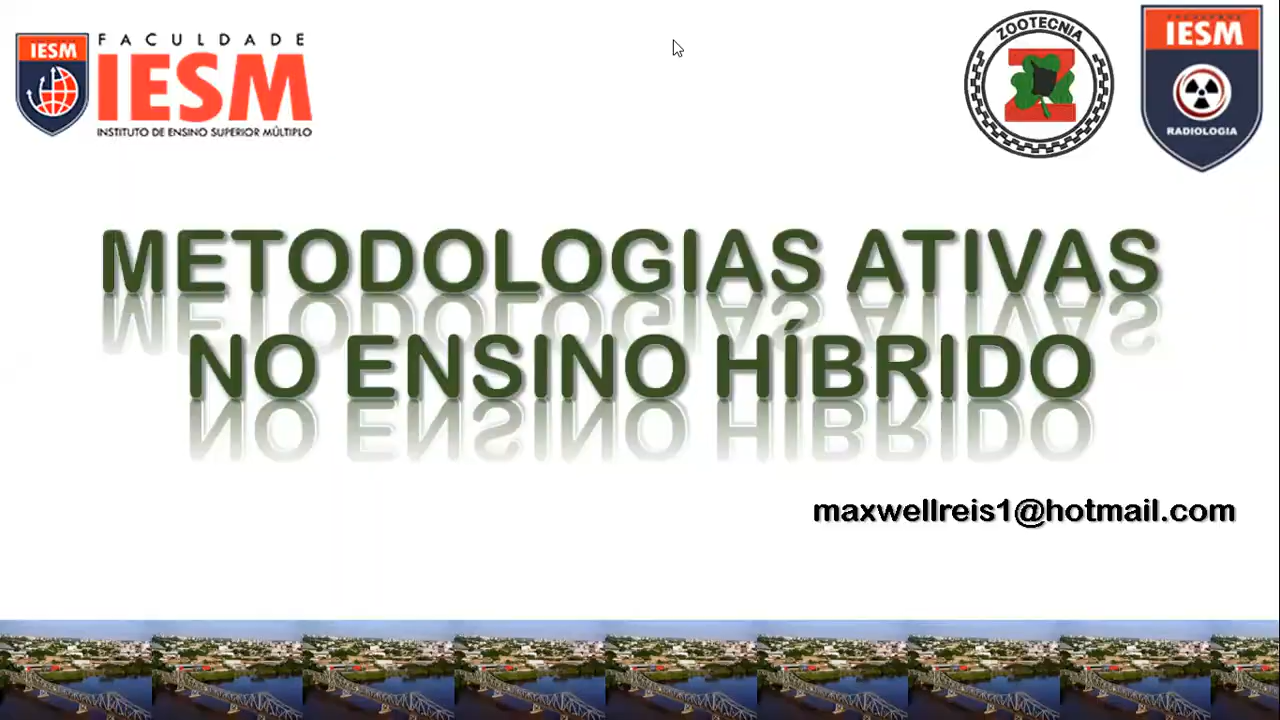 IESM
FACULDADE
IESM
INSTITUTO DE ENSINO SUPERIOR MÚLTIPLO
ZOOTECNIA
Z
IESM
RADIOLOGIA
METODOLOGIAS ATIVAS
NO ENSINO HÍBRIDO
maxwellreis1@hotmail.com